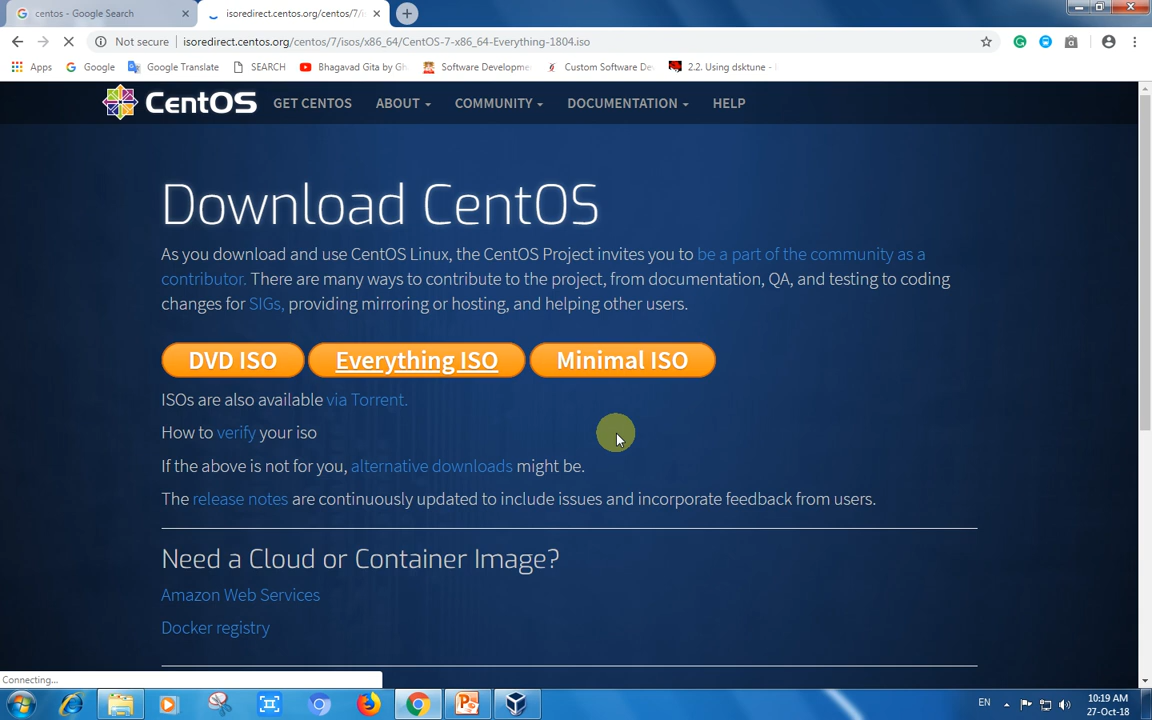 centos - Google Search
isoredirect.centos.org/centos/7/i
Not secure
isoredirect.centos.org/centos/7/isos/x86_64/CentOS-7-x86_64-Everything-1804.iso
Apps
Google
Google Translate
SEARCH
Bhagavad Gita by Gh
Software Developme
Custom Software De
2.2. Using dsktune -
CentOS
GET CENTOS
ABOUT
COMMUNITY
DOCUMENTATION
HELP
Download CentOS
As you download and use CentOS Linux, the CentOS Project invites you to be a part of the community as a
contributor. There are many ways to contribute to the project, from documentation, QA, and testing to coding
changes for SIGs, providing mirroring or hosting, and helping other users.
DVD ISO
Everything ISO
Minimal ISO
ISOs are also available via Torrent.
How to verify your iso
If the above is not for you, alternative downloads might be.
The release notes are continuously updated to include issues and incorporate feedback from users.
Need a Cloud or Container Image?
Amazon Web Services
Docker registry
Connecting...
EN
10:19 AM
27-Oct-18